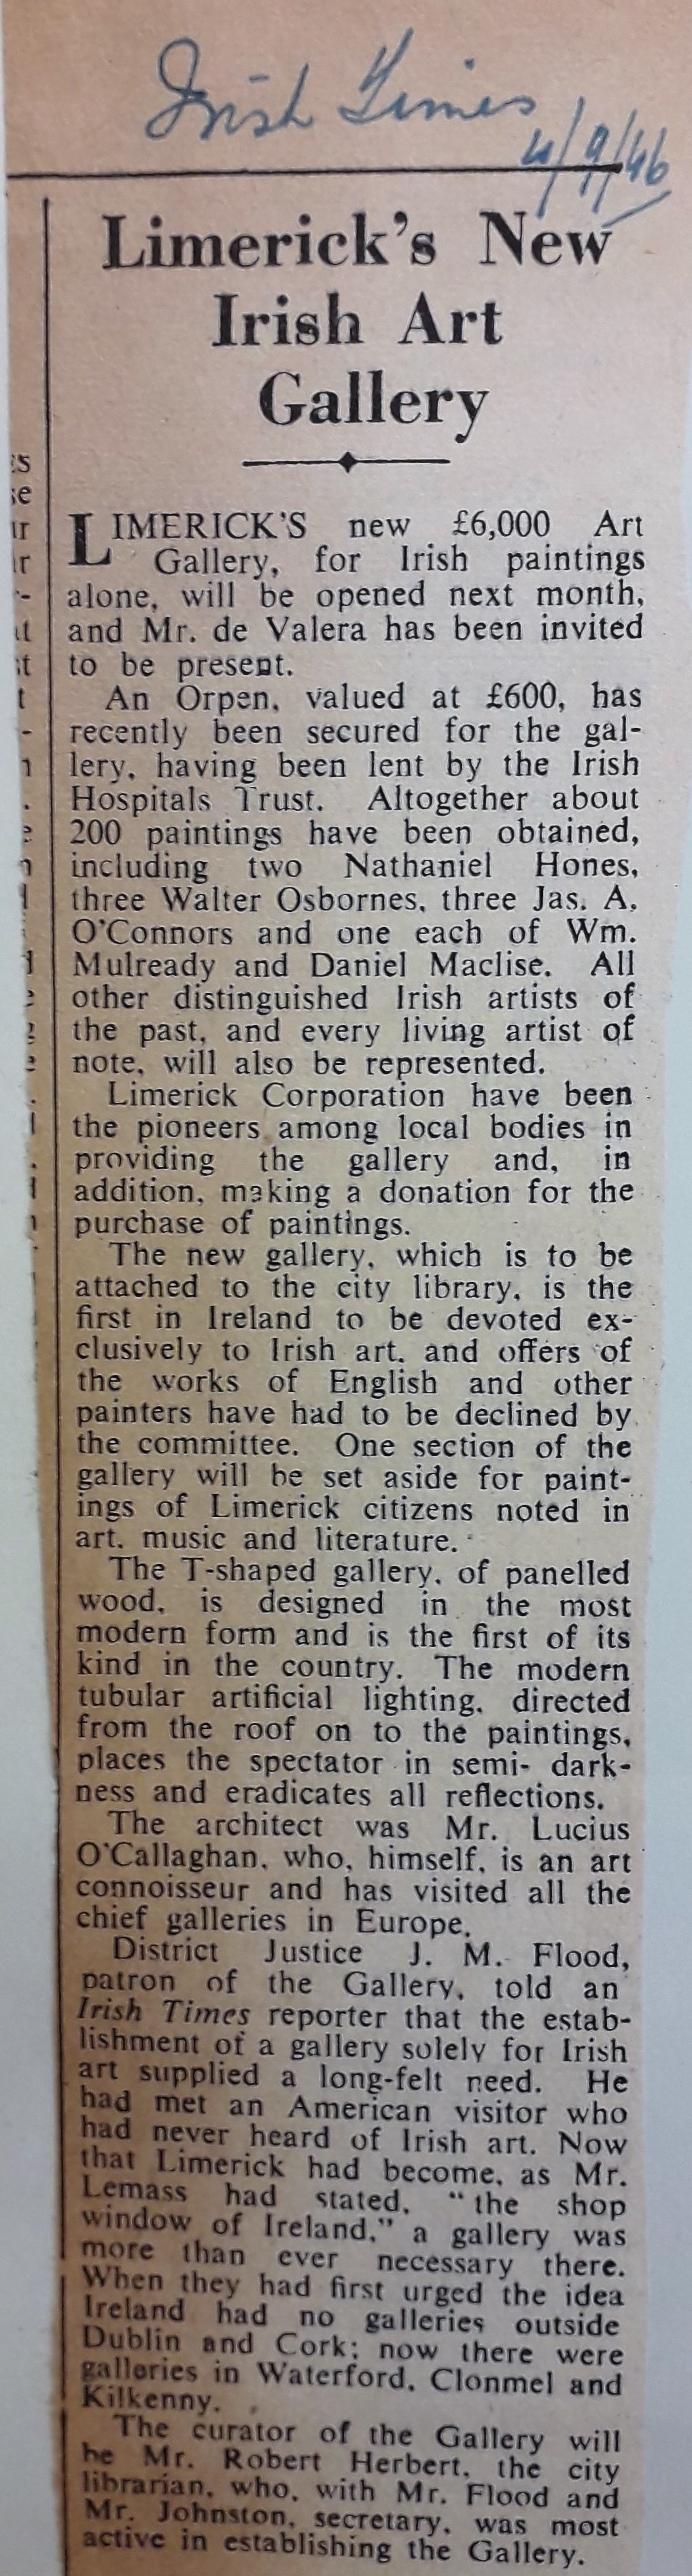 Irish Times
4/9/46
Limerick's New
Irish Art
Gallery
LIMERICK'S new £6,000 Art
Gallery, for Irish paintings
alone, will be opened next month,
and Mr. de Valera has been invited
to be present.
An Orpen, valued at £600, has
recently been secured for the gal-
lery, having been lent by the Irish
Hospitals Trust. Altogether about
200 paintings have been obtained,
including two Nathaniel Hones,
three Walter Osbornes, three Jas. A.
O'Connors and one each of Wm.
Mulready and Daniel Maclise. All
other distinguished Irish artists of
the past, and every living artist of
note, will also be represented.
Limerick Corporation have been
the pioneers among local bodies in
providing the gallery and, in
addition, making a donation for the
purchase of paintings.
The new gallery, which is to be
attached to the city library, is the
first in Ireland to be devoted ex-
clusively to Irish art, and offers of
the works of English and other
painters have had to be declined by
the committee. One section of the
gallery will be set aside for paint-
ings of Limerick citizens noted in
art, music and literature.
The T-shaped gallery, of panelled
wood, is designed in the most
modern form and is the first of its
kind in the country. The modern
tubular artificial lighting, directed
from the roof on to the paintings,
places the spectator in semi- dark-
ness and eradicates all reflections.
The architect was Mr. Lucius
O'Callaghan, who, himself, is an art
connoisseur and has visited all the
chief galleries in Europe.
District Justice J. M. Flood,
patron of the Gallery, told an
Irish Times reporter that the estab-
lishment of a gallery solely for Irish
art supplied a long-felt need. He
had met an American visitor who
had never heard of Irish art. Now
that Limerick had become, as Mr.
Lemass had stated, "the shop
window of Ireland," a gallery was
more than ever necessary there.
When they had first urged the idea
Ireland had no galleries outside
Dublin and Cork; now there were
galleries in Waterford, Clonmel and
Kilkenny.
The curator of the Gallery will
be Mr. Robert Herbert, the city
librarian, who, with Mr. Flood and
Mr. Johnston, secretary, was most
active in establishing the Gallery.